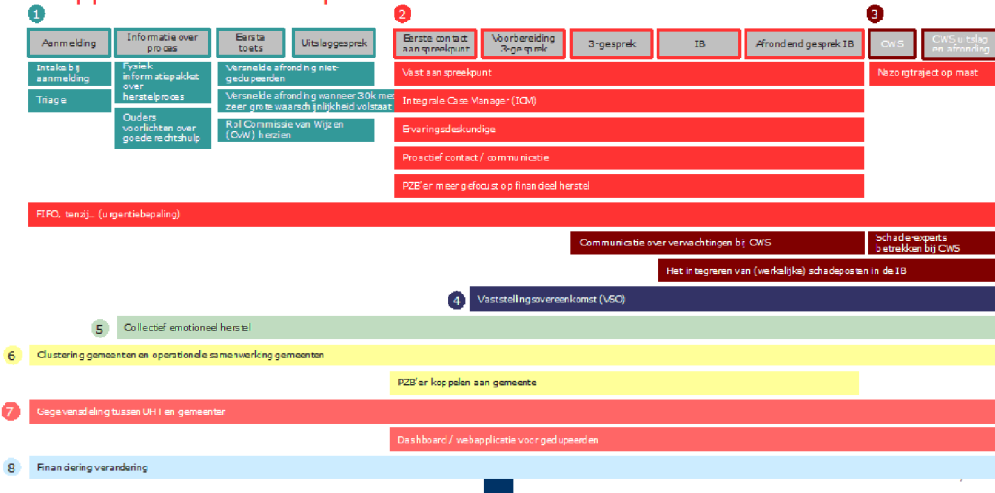 1
2
3
Aanmelding
Informatie over
proces
Eerste
toets
Uitslaggesprek
Eerste contact
aanspreekpunt
Voorbereiding
3-gesprek
3-gesprek
IB
Afrondend gesprek IB
CWS
CWS uitslag
en afronding
Intake bij
aanmelding
Triage
Fysiek
informatiepakket
over
herstelproces
Ouders
voorlichten over
goede rechtshulp
Versnelde afronding niet-
gedupeerden
Versnelde afronding wanneer 30k met
zeer grote waarschijnlijkheid volstaat
Rol Commissie van Wijzen
(CvW) herzien
Vast aanspreekpunt
Integrale Case Manager (ICM)
Ervaringsdeskundige
Proactief contact / communicatie
PZB'er meer gefocust op financieel herstel
Nazorgtraject op maat
FIFO, tenzij.. (urgentiebepaling)
Communicatie over verwachtingen bij CWS
Schade-experts
betrekken bij CWS
Het integreren van (werkelijke) schadeposten in de IB
4
Vaststellingsovereenkomst (VSO)
5
Collectief emotioneel herstel
6
Clustering gemeenten en operationele samenwerking gemeenten
PZB'er koppelen aan gemeente
7
Gegevensdeling tussen UHT en gemeenten
Dashboard / webapplicatie voor gedupeerden
8
Financiering verandering